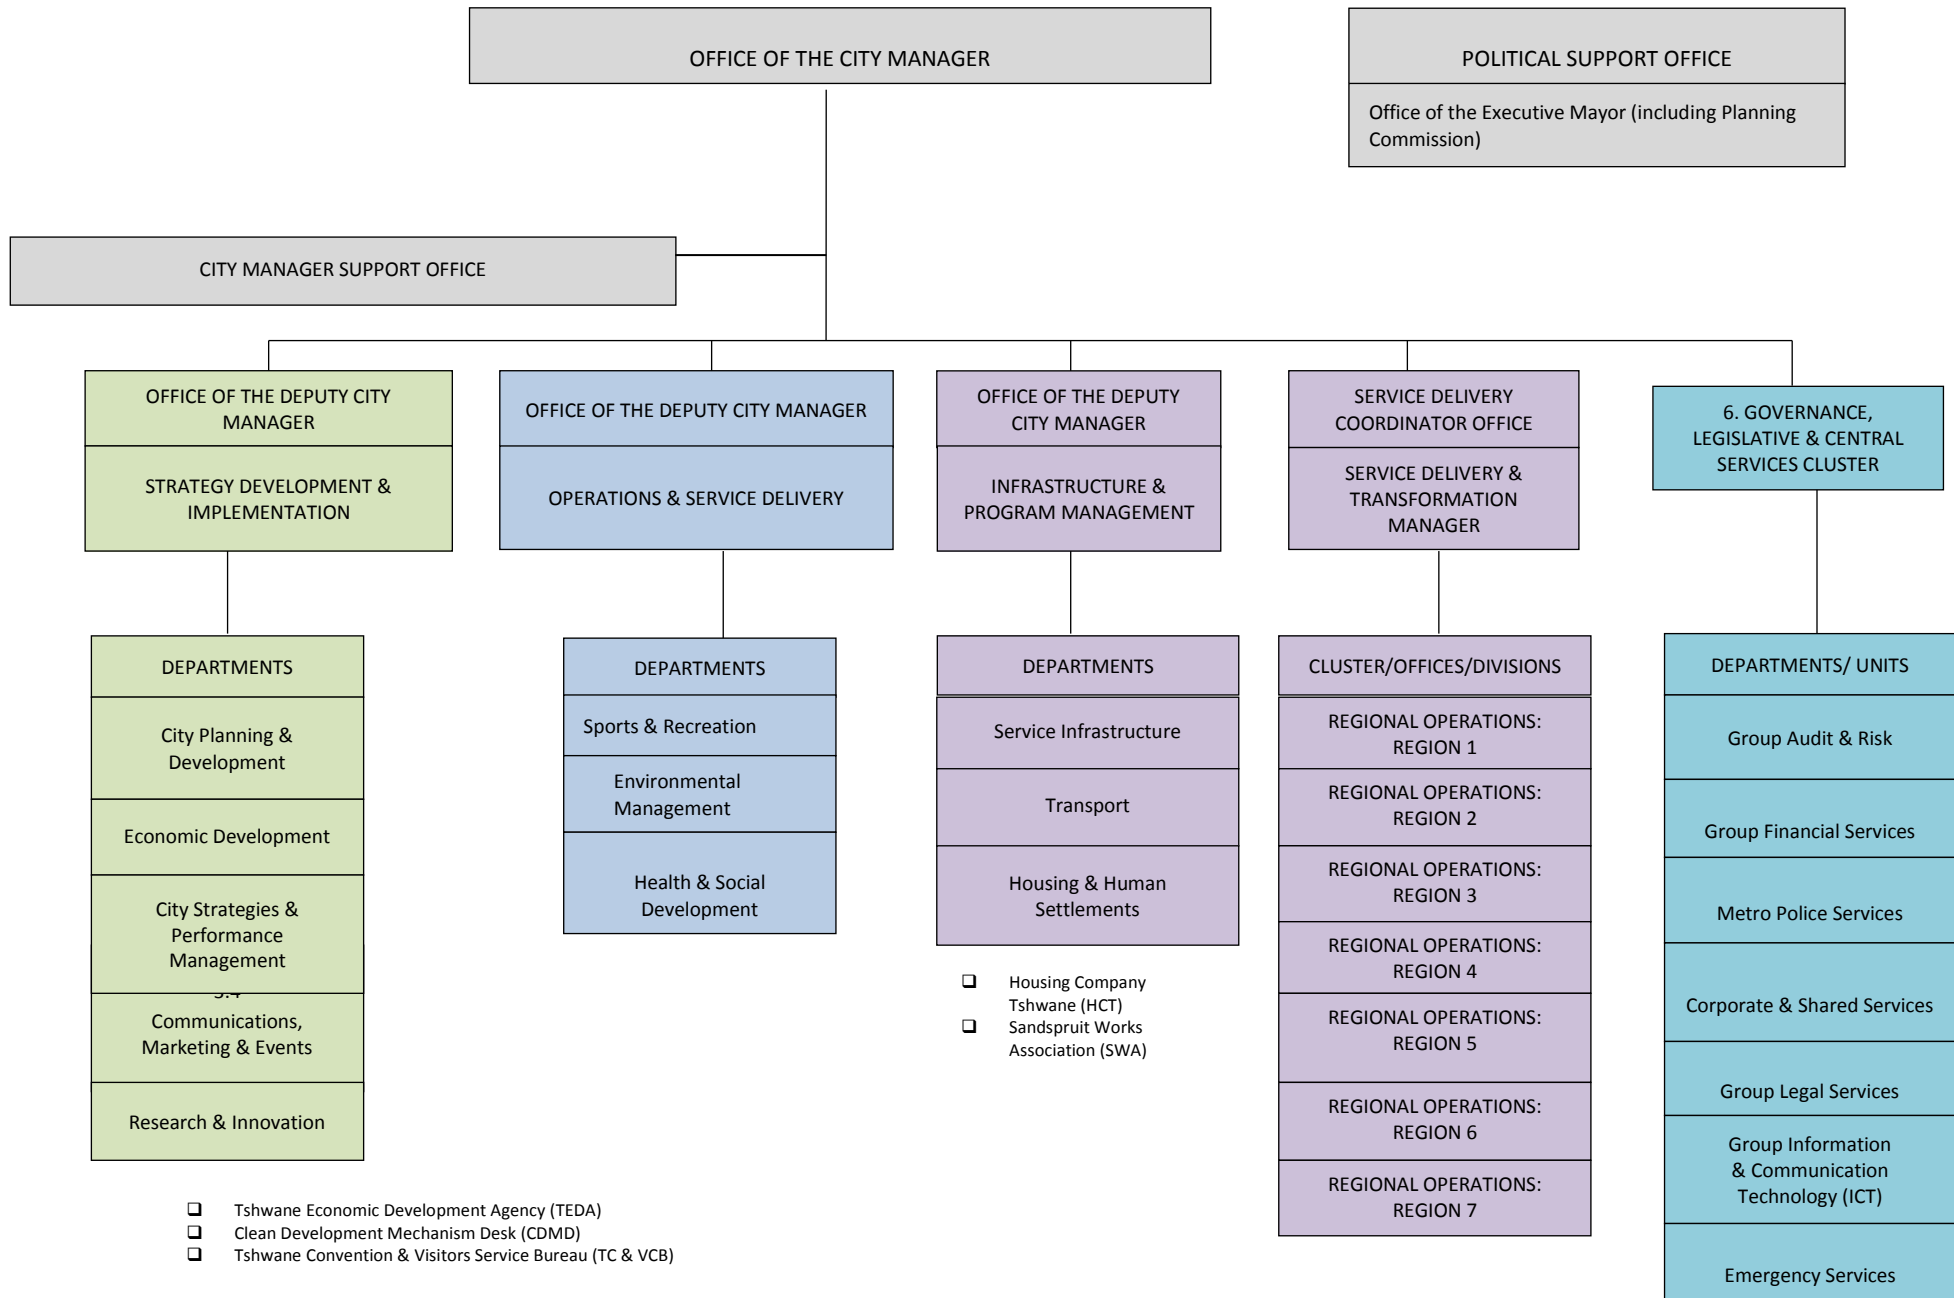 OFFICE OF THE CITY MANAGER
POLITICAL SUPPORT OFFICE
Office of the Executive Mayor (including Planning
Commission)
CITY MANAGER SUPPORT OFFICE
OFFICE OF THE DEPUTY CITY
MANAGER
STRATEGY DEVELOPMENT &
IMPLEMENTATION
OFFICE OF THE DEPUTY CITY MANAGER
OPERATIONS & SERVICE DELIVERY
OFFICE OF THE DEPUTY
CITY MANAGER
INFRASTRUCTURE &
PROGRAM MANAGEMENT
SERVICE DELIVERY
COORDINATOR OFFICE
SERVICE DELIVERY &
TRANSFORMATION
MANAGER
6. GOVERNANCE,
LEGISLATIVE & CENTRAL
SERVICES CLUSTER
DEPARTMENTS
City Planning &
Development
Economic Development
City Strategies &
Performance
Management
3.4
Communications,
Marketing & Events
Research & Innovation
❑ Tshwane Economic Development Agency (TEDA)
❑ Clean Development Mechanism Desk (CDMD)
❑ Tshwane Convention & Visitors Service Bureau (TC & VCB)
DEPARTMENTS
Sports & Recreation
Environmental
Management
Health & Social
Development
DEPARTMENTS
Service Infrastructure
Transport
Housing & Human
Settlements
❑ Housing Company
Tshwane (HCT)
❑ Sandspruit Works
Association (SWA)
CLUSTER/OFFICES/DIVISIONS
REGIONAL OPERATIONS:
REGION 1
REGIONAL OPERATIONS:
REGION 2
REGIONAL OPERATIONS:
REGION 3
REGIONAL OPERATIONS:
REGION 4
REGIONAL OPERATIONS:
REGION 5
REGIONAL OPERATIONS:
REGION 6
REGIONAL OPERATIONS:
REGION 7
DEPARTMENTS/ UNITS
Group Audit & Risk
Group Financial Services
Metro Police Services
Corporate & Shared Services
Group Legal Services
Group Information
& Communication
Technology (ICT)
Emergency Services